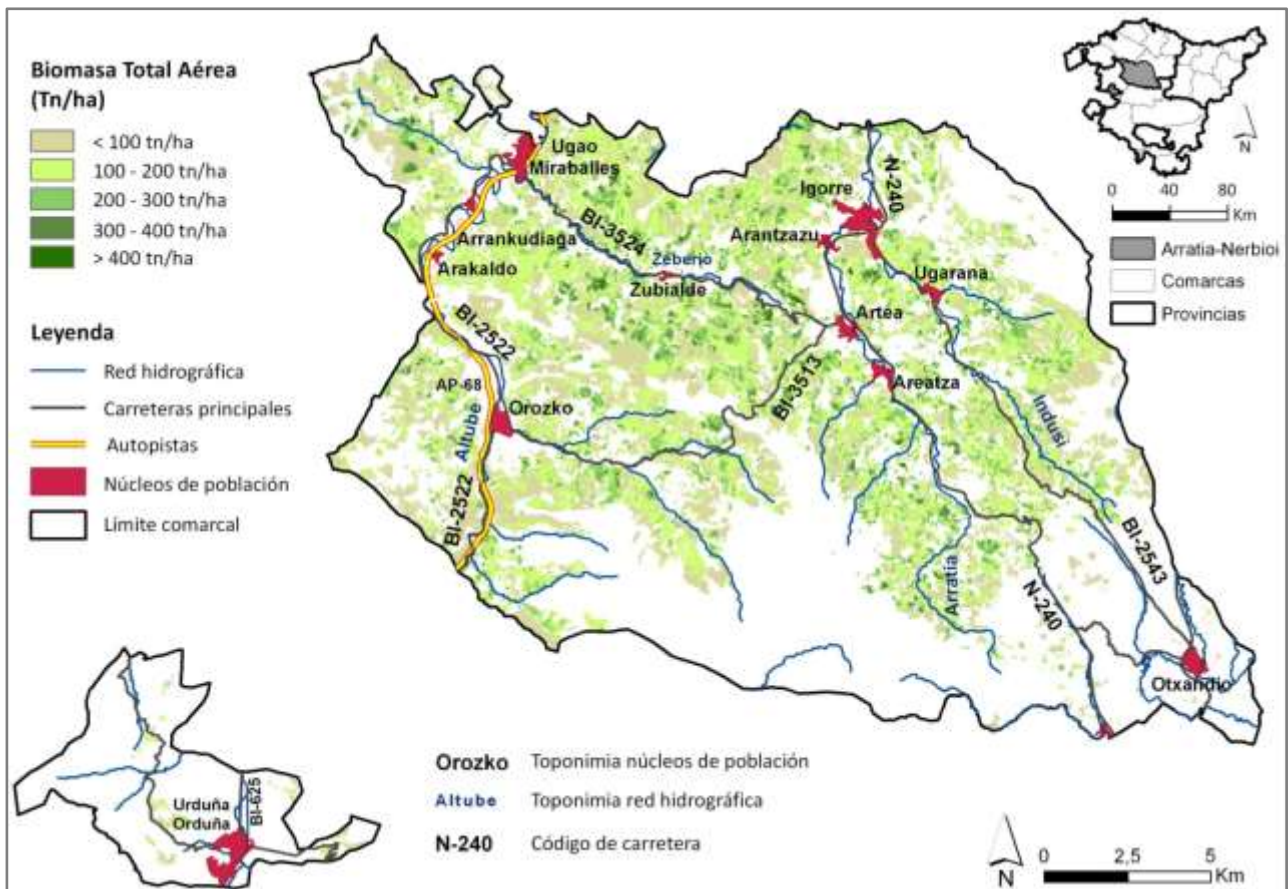 Biomasa Total Aérea
(Tn/ha)
< 100 tn/ha
100 - 200 tn/ha
200 - 300 tn/ha
300 - 400 tn/ha
> 400 tn/ha
Leyenda
Red hidrográfica
Carreteras principales
Autopistas
Núcleos de población
Límite comarcal
Ugao
Miraballes
Arrankudiaga
Arakaldo
BI-3524
Zeberio
Zubialde
Igorre
N-240
Arantzazu
Ugarana
Artea
Areatza
BI-3513
BI-2522
AP-68
Orozko
Altube
BI-2522
Indusi
BI-2543
Arratia
N-240
Otxandio
N
0 40 80
Km
Arratia-Nerbioi
Comarcas
Provincias
Urduña
Orduña
BI-625
Orozko Toponimia núcleos de población
Altube Toponimia red hidrográfica
N-240 Código de carretera
N
0 2,5 5
Km